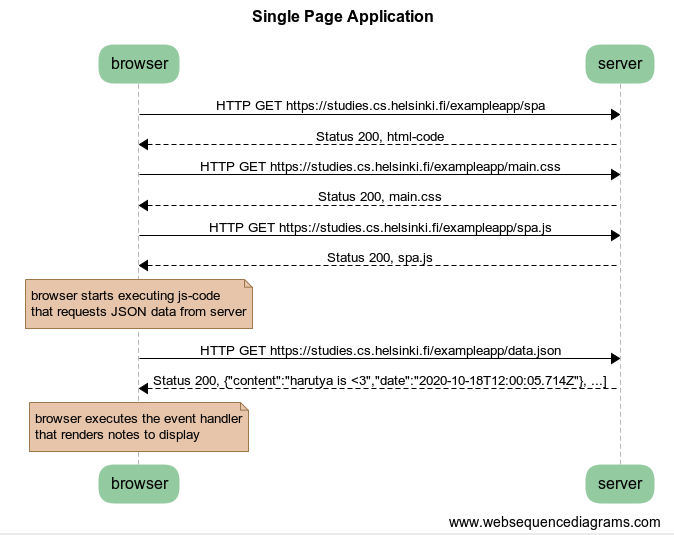 Single Page Application
browser
server
HTTP GET https://studies.cs.helsinki.fi/exampleapp/spa
Status 200, html-code
HTTP GET https://studies.cs.helsinki.fi/exampleapp/main.css
Status 200, main.css
HTTP GET https://studies.cs.helsinki.fi/exampleapp/spa.js
Status 200, spa.js
browser starts executing js-code
that requests JSON data from server
HTTP GET https://studies.cs.helsinki.fi/exampleapp/data.json
Status 200, {"content":"harutya is <3","date":"2020-10-18T12:00:05.714Z"}, ...]
browser executes the event handler
that renders notes to display
browser
server
www.websequencediagrams.com